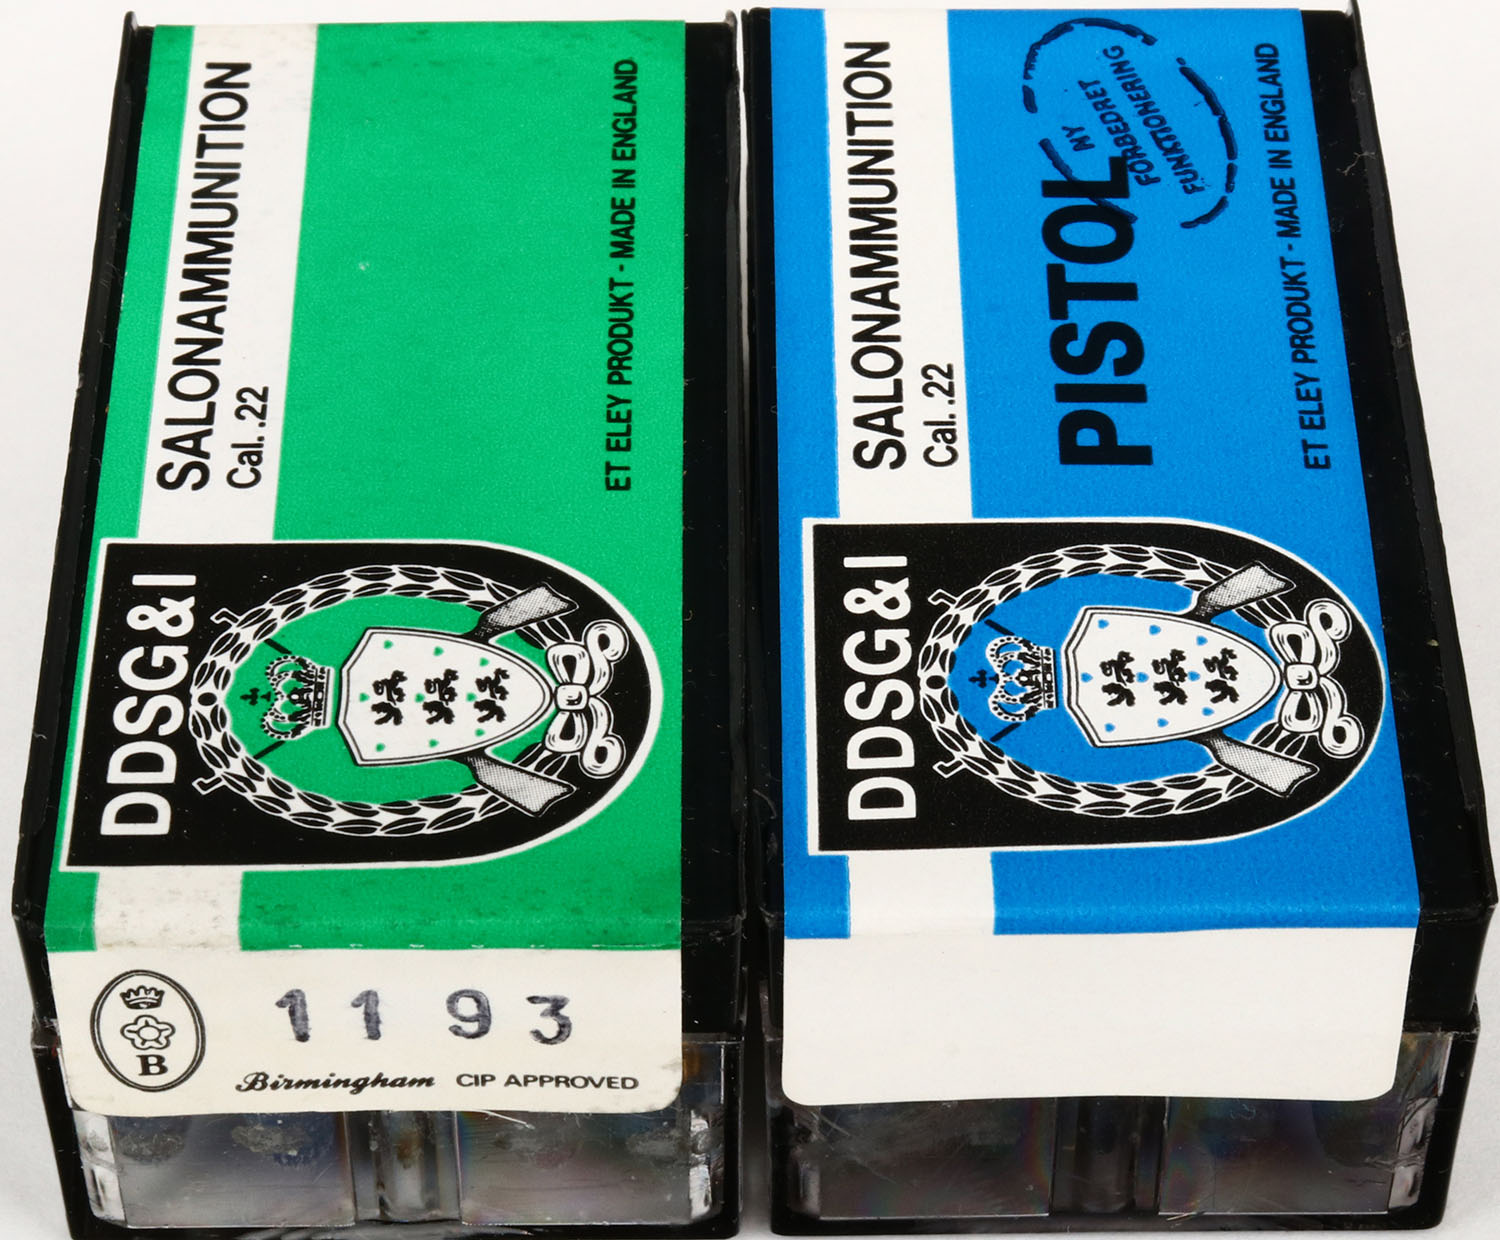 SALONAMMUNITION
Cal. .22
ET ELEY PRODUKT - MADE IN ENGLAND
DDSG&I
B
1193
Birmingham CIP APPROVED
SALONAMMUNITION
Cal. .22
PISTOL
NY
FORBEDRET
FUNKTIONERING
ET ELEY PRODUKT - MADE IN ENGLAND
DDSG&I